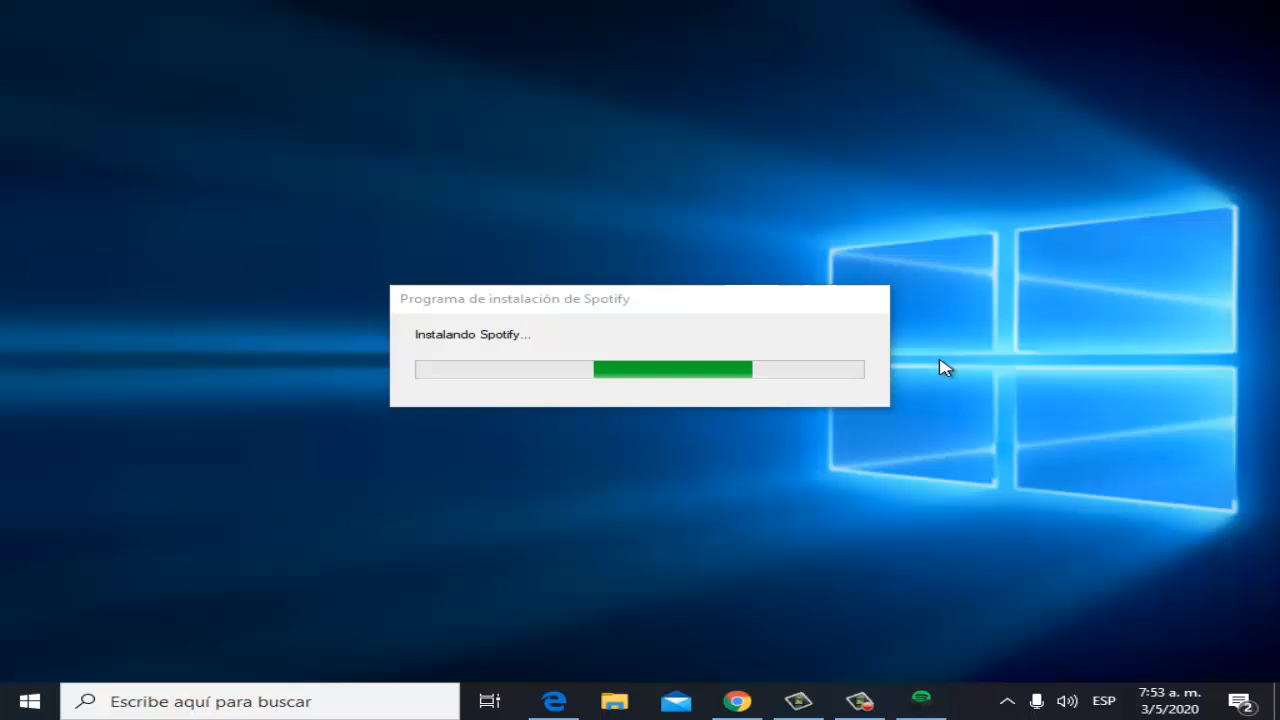 Programa de instalación de Spotify
Instalando Spotify...
Escribe aquí para buscar
ESP
7:53 a. m.
3/5/2020
2